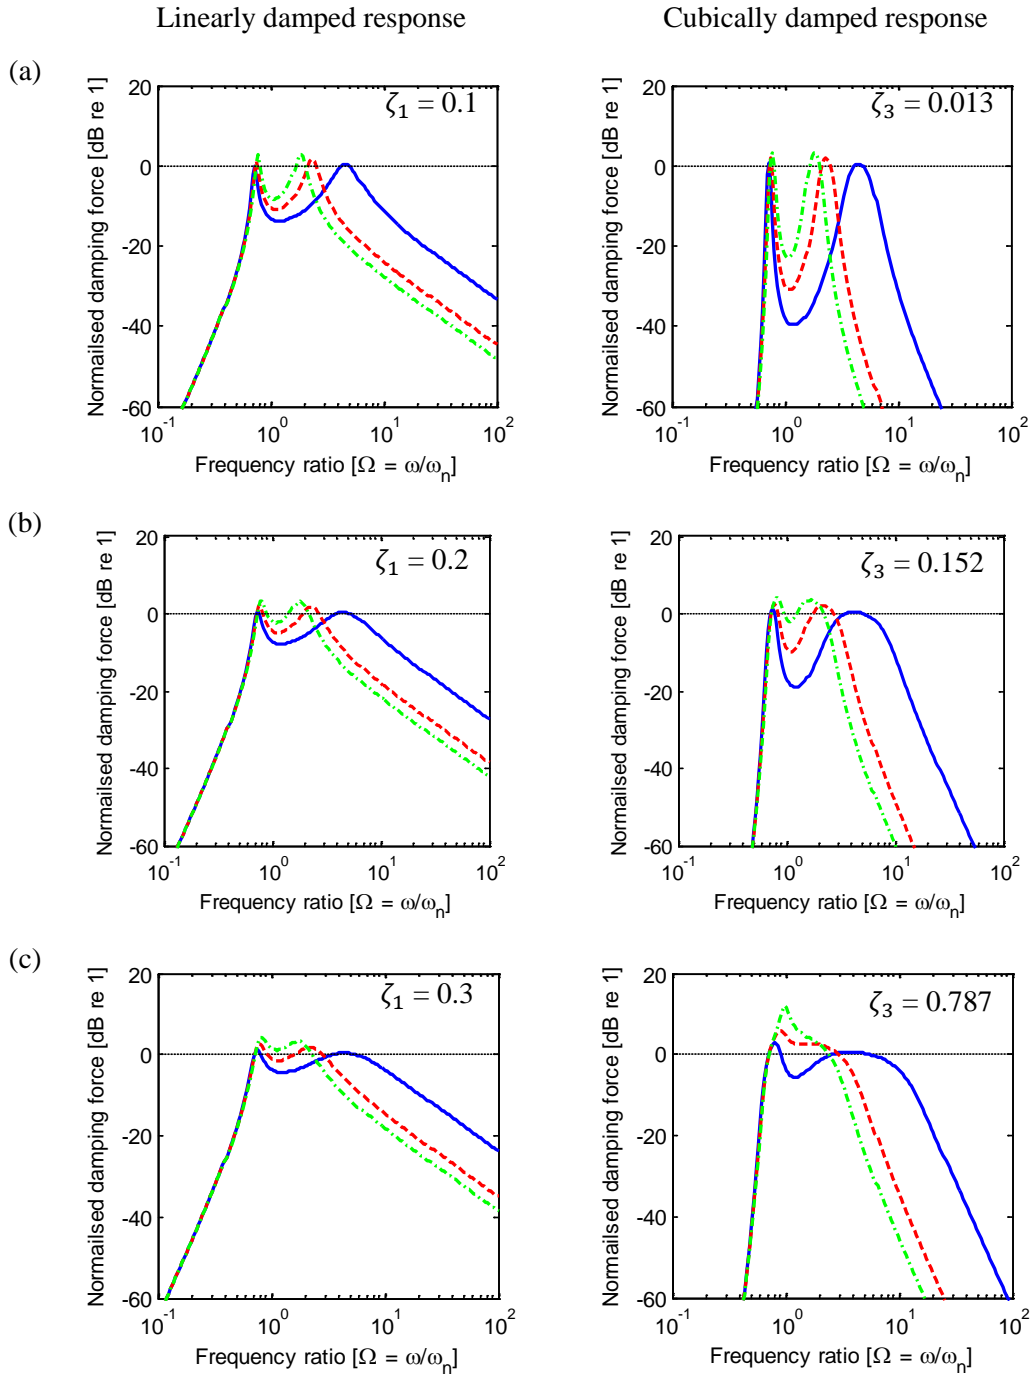 Linearly damped response
Cubically damped response
(a)
Normailsed damping force [dB re 1]
20
0
-20
-40
-60
ζ₁ = 0.1
10⁻¹ 10⁰ 10¹ 10²
Frequency ratio [Ω = ω/ωₙ]
Normailsed damping force [dB re 1]
20
0
-20
-40
-60
ζ₃ = 0.013
10⁻¹ 10⁰ 10¹ 10²
Frequency ratio [Ω = ω/ωₙ]
(b)
Normailsed damping force [dB re 1]
20
0
-20
-40
-60
ζ₁ = 0.2
10⁻¹ 10⁰ 10¹ 10²
Frequency ratio [Ω = ω/ωₙ]
Normailsed damping force [dB re 1]
20
0
-20
-40
-60
ζ₃ = 0.152
10⁻¹ 10⁰ 10¹ 10²
Frequency ratio [Ω = ω/ωₙ]
(c)
Normailsed damping force [dB re 1]
20
0
-20
-40
-60
ζ₁ = 0.3
10⁻¹ 10⁰ 10¹ 10²
Frequency ratio [Ω = ω/ωₙ]
Normailsed damping force [dB re 1]
20
0
-20
-40
-60
ζ₃ = 0.787
10⁻¹ 10⁰ 10¹ 10²
Frequency ratio [Ω = ω/ωₙ]